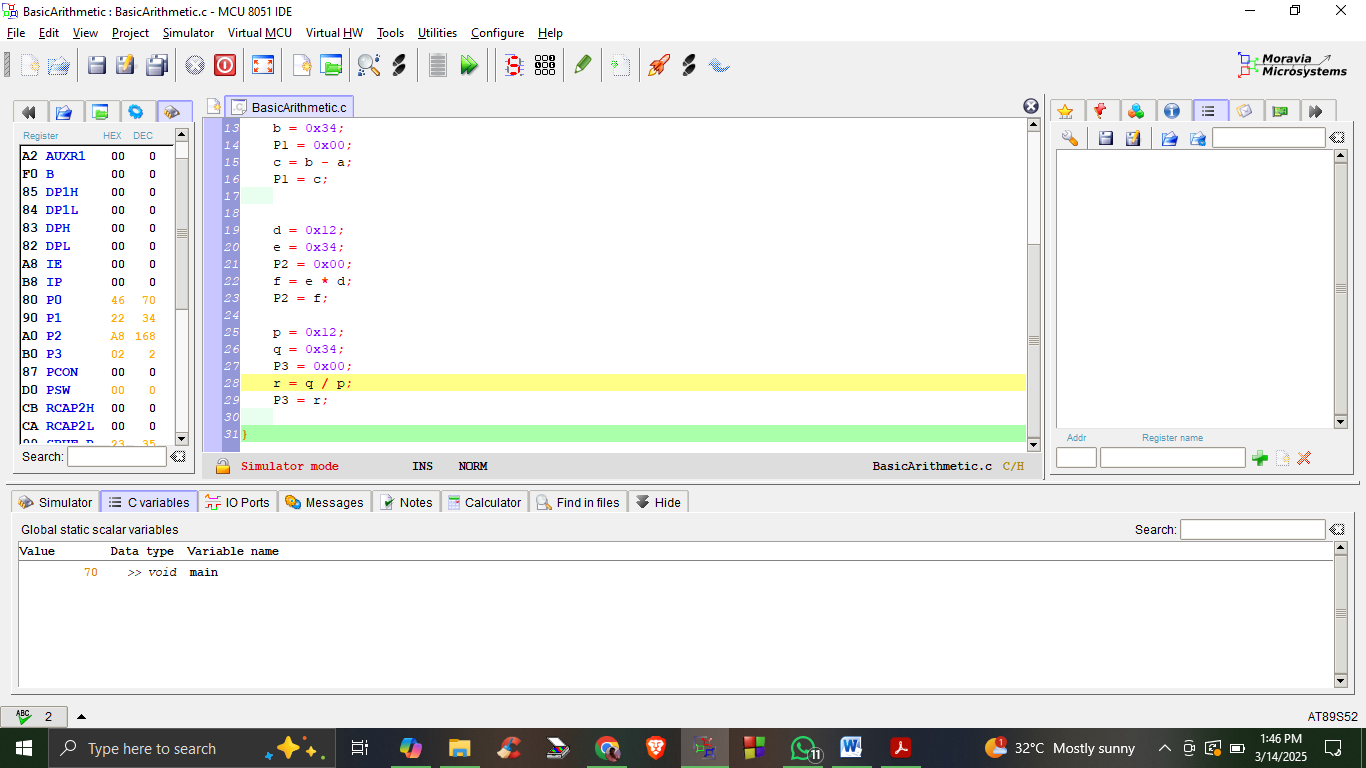 BasicArithmetic : BasicArithmetic.c - MCU 8051 IDE
File Edit View Project Simulator Virtual MCU Virtual HW Tools Utilities Configure Help
Moravia
Microsystems
BasicArithmetic.c
Register HEX DEC
A2 AUXR1 00 0
F0 B 00 0
85 DP1H 00 0
84 DP1L 00 0
83 DPH 00 0
82 DPL 00 0
A8 IE 00 0
B8 IP 00 0
80 P0 46 70
90 P1 22 34
A0 P2 A8 168
B0 P3 02 2
87 PCON 00 0
D0 PSW 00 0
CB RCAP2H 00 0
CA RCAP2L 00 0
Search:
13 b = 0x34;
14 P1 = 0x00;
15 c = b - a;
16 P1 = c;
17
18
19 d = 0x12;
20 e = 0x34;
21 P2 = 0x00;
22 f = e * d;
23 P2 = f;
24
25 p = 0x12;
26 q = 0x34;
27 P3 = 0x00;
28 r = q / p;
29 P3 = r;
30
31 }
Simulator mode INS NORM BasicArithmetic.c C/H
Addr Register name
Simulator C variables IO Ports Messages Notes Calculator Find in files Hide
Global static scalar variables Search:
Value Data type Variable name
70 >> void main
ABC 2 AT89S52
Type here to search
11
1
32°C Mostly sunny
1:46 PM
3/14/2025